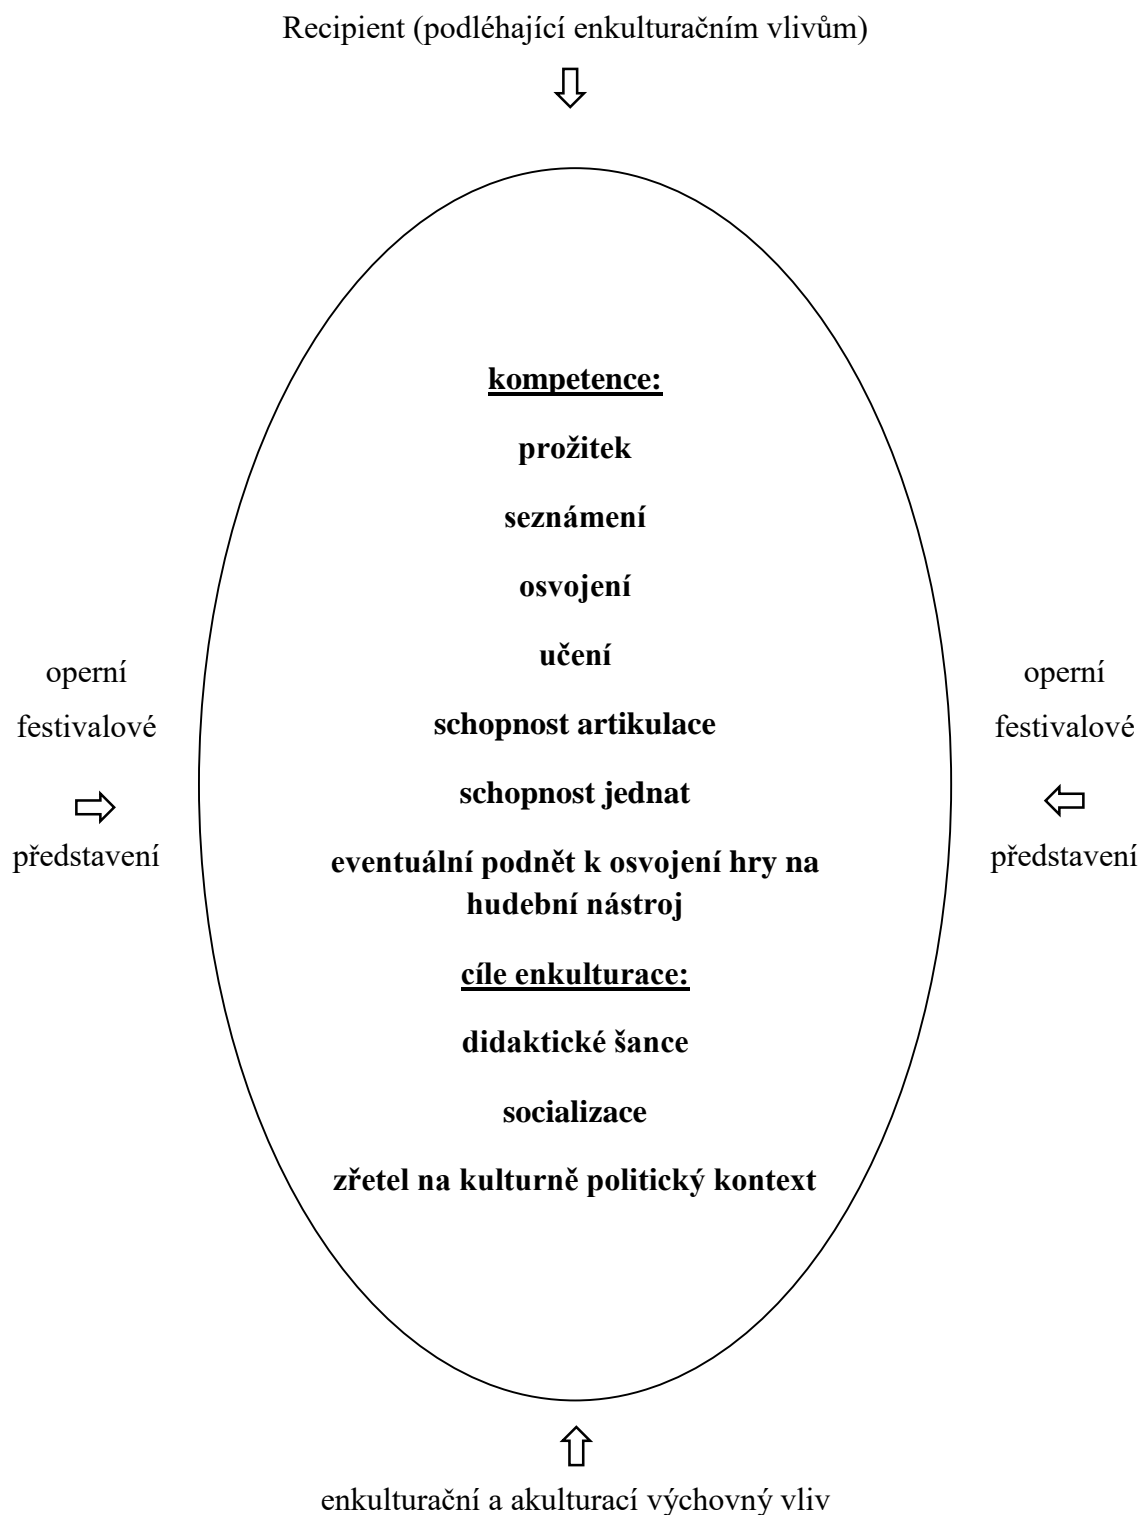 Recipient (podléhající enkulturačním vlivům)
kompetence:
prožitek
seznámení
osvojení
učení
schopnost artikulace
schopnost jednat
eventuální podnět k osvojení hry na
hudební nástroj
cíle enkulturace:
didaktické šance
socializace
zřetel na kulturně politický kontext
operní
festivalové
představení
operní
festivalové
představení
enkulturační a akulturací výchovný vliv